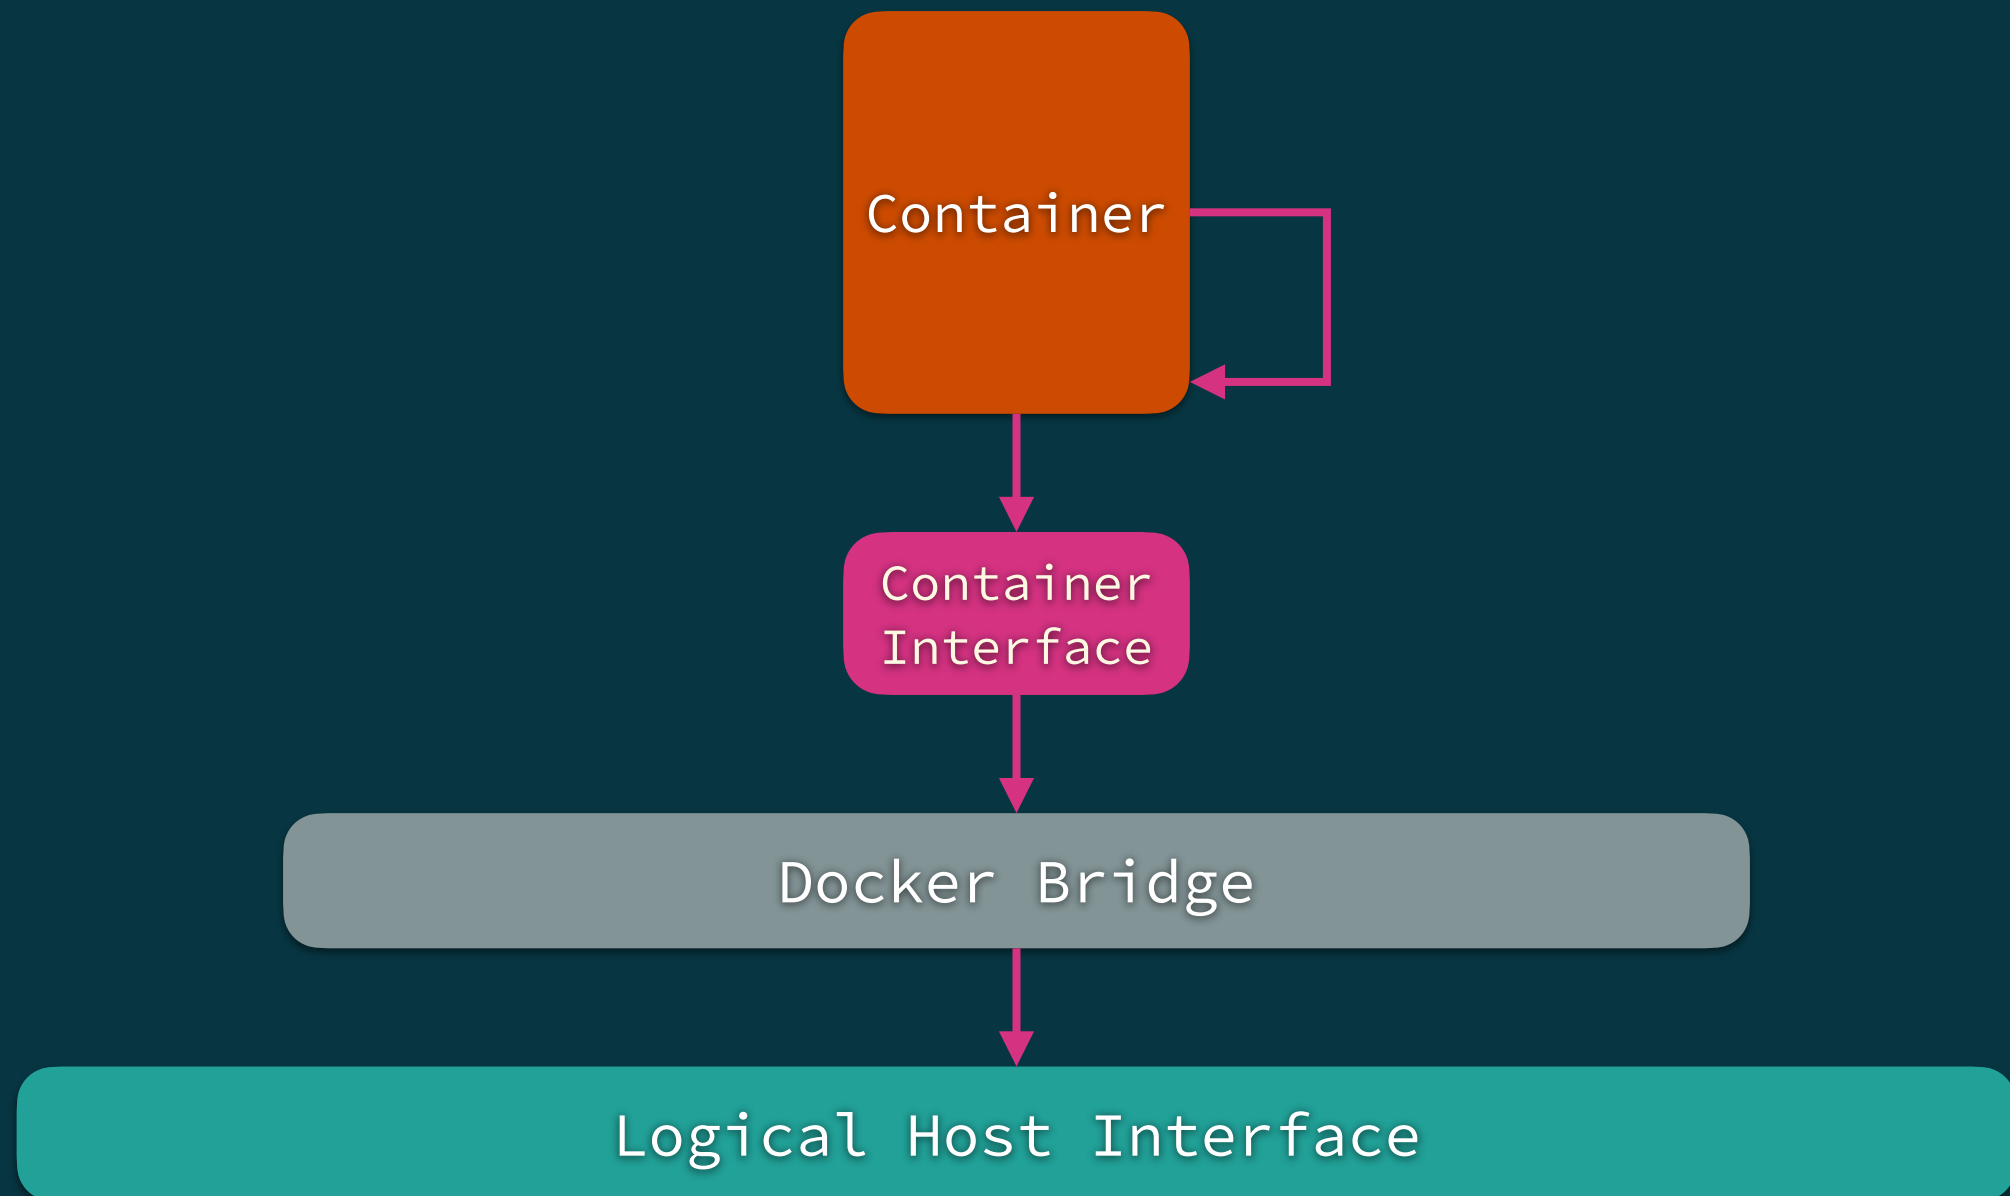 Container
Container
Interface
Docker Bridge
Logical Host Interface